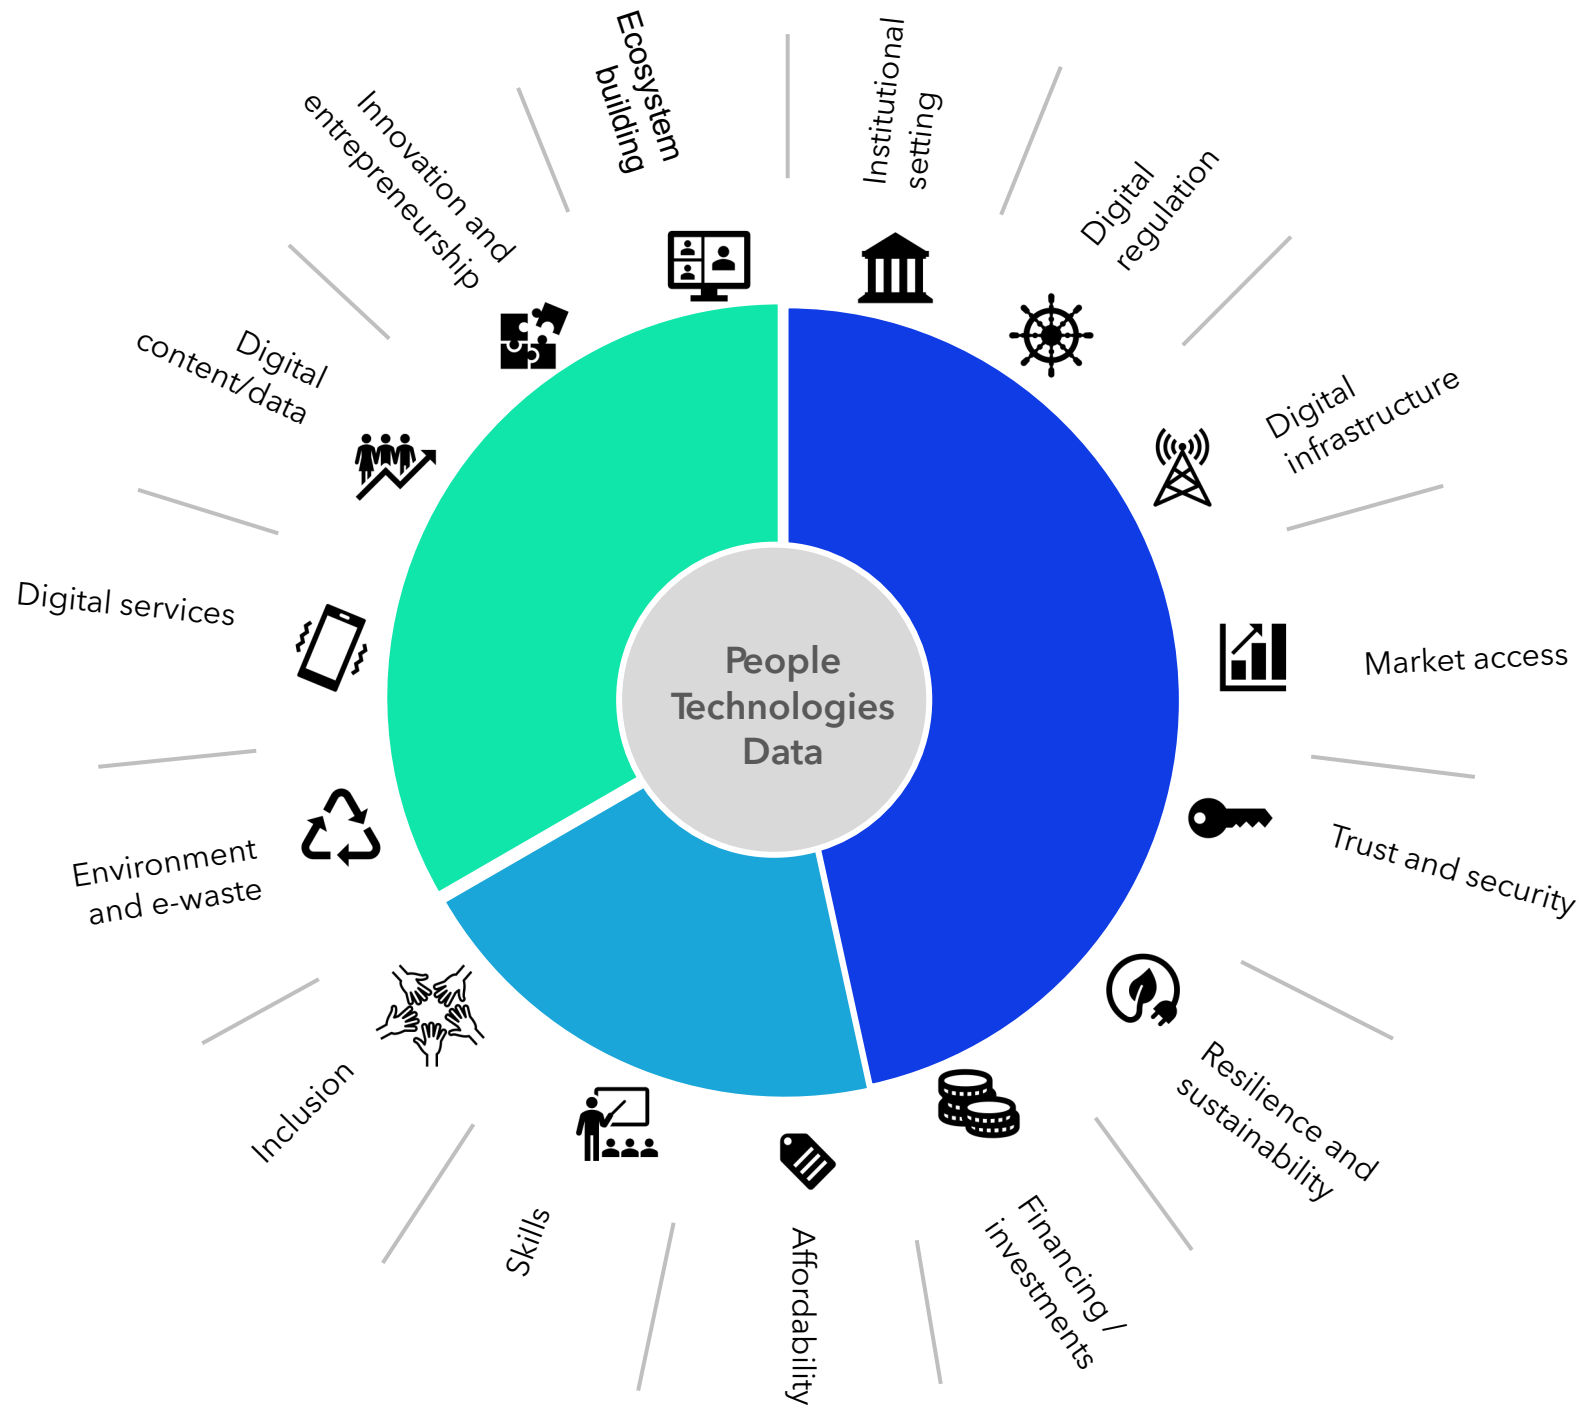 Ecosystem
building
Institutional
setting
Digital
regulation
Digital
infrastructure
Market access
Trust and security
Resilience and
sustainability
Financing /
investments
Affordability
Skills
Inclusion
Environment
and e-waste
Digital services
Digital
content/data
Innovation and
entrepreneurship
People
Technologies
Data